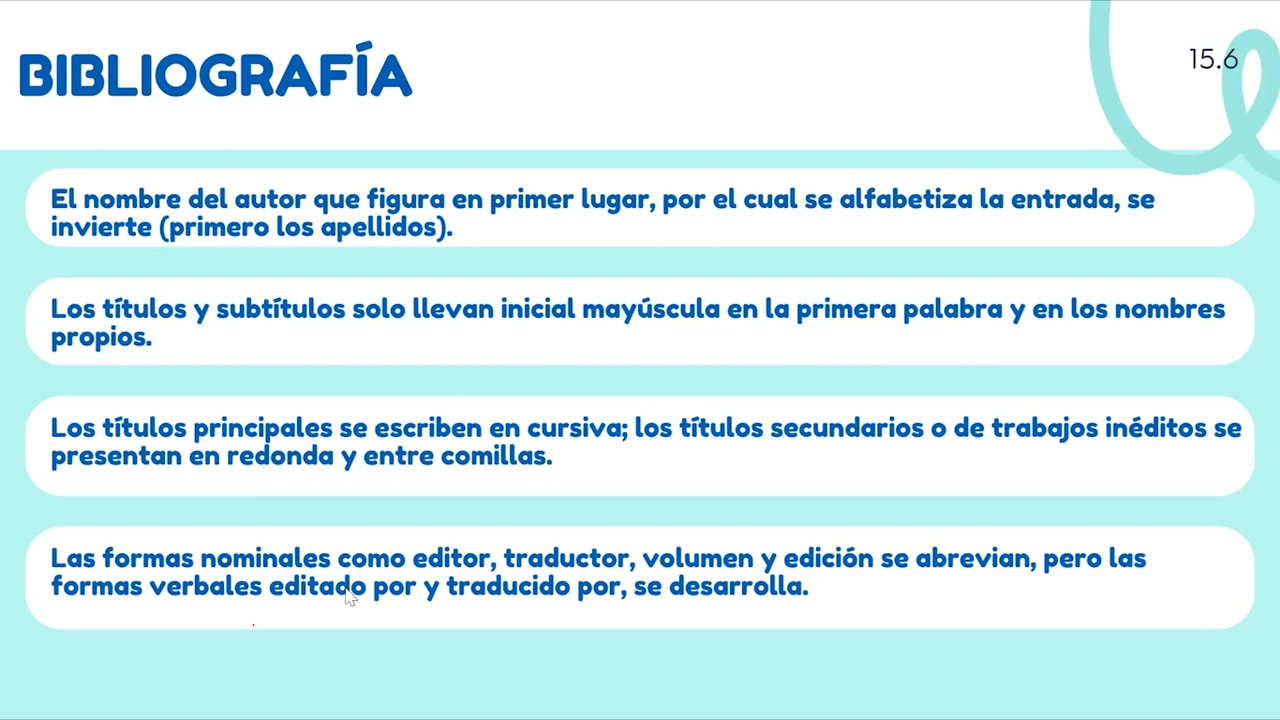 BIBLIOGRAFÍA
15.6
El nombre del autor que figura en primer lugar, por el cual se alfabetiza la entrada, se
invierte (primero los apellidos).
Los títulos y subtítulos solo llevan inicial mayúscula en la primera palabra y en los nombres
propios.
Los títulos principales se escriben en cursiva; los títulos secundarios o de trabajos inéditos se
presentan en redonda y entre comillas.
Las formas nominales como editor, traductor, volumen y edición se abrevian, pero las
formas verbales editado por y traducido por, se desarrolla.